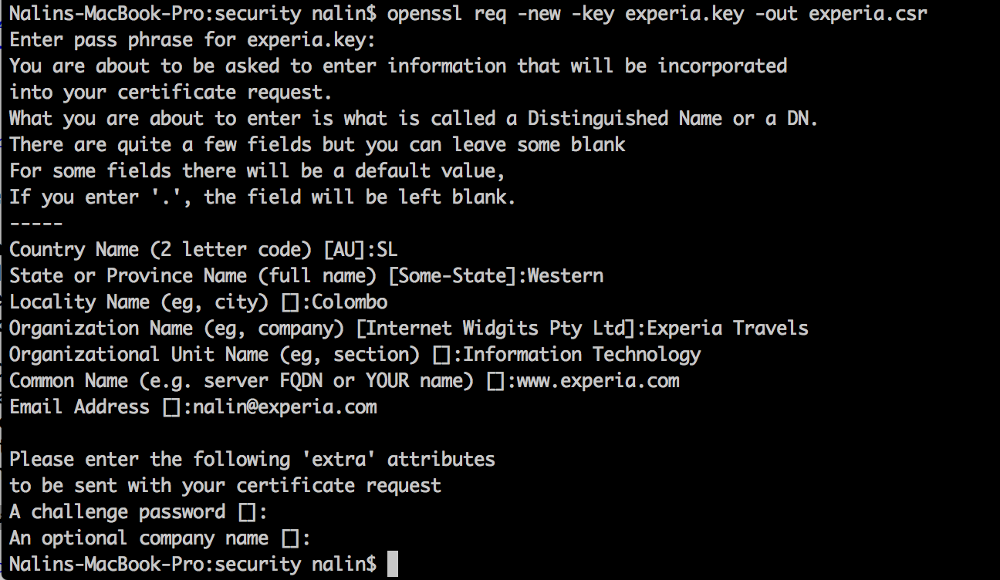 Nalins-MacBook-Pro:security nalin$ openssl req -new -key experia.key -out experia.csr
Enter pass phrase for experia.key:
You are about to be asked to enter information that will be incorporated
into your certificate request.
What you are about to enter is what is called a Distinguished Name or a DN.
There are quite a few fields but you can leave some blank
For some fields there will be a default value,
If you enter '.', the field will be left blank.
-----
Country Name (2 letter code) [AU]:SL
State or Province Name (full name) [Some-State]:Western
Locality Name (eg, city) []:Colombo
Organization Name (eg, company) [Internet Widgits Pty Ltd]:Experia Travels
Organizational Unit Name (eg, section) []:Information Technology
Common Name (e.g. server FQDN or YOUR name) []:www.experia.com
Email Address []:nalin@experia.com
Please enter the following 'extra' attributes
to be sent with your certificate request
A challenge password []:
An optional company name []:
Nalins-MacBook-Pro:security nalin$